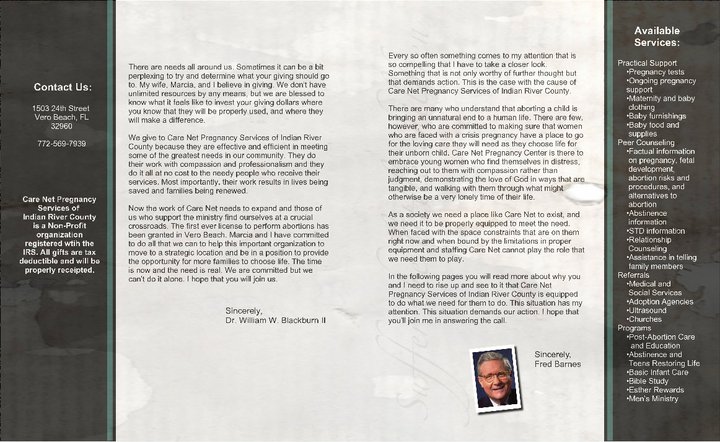 Contact Us:
1503 24th Street
Vero Beach, FL
32960
772-569-7939
Care Net Pregnancy
Services of
Indian River County
is a Non-Profit
organization
registered wtih the
IRS. All gifts are tax
deductible and will be
properly receipted.
There are needs all around us. Sometimes it can be a bit
perplexing to try and determine what your giving should go
to. My wife, Marcia, and I believe in giving. We don't have
unlimited resources by any means, but we are blessed to
know what it feels like to invest your giving dollars where
you know that they will be properly used, and where they
will make a difference.
We give to Care Net Pregnancy Services of Indian River
County because they are effective and efficient in meeting
some of the greatest needs in our community. They do
their work with compassion and professionalism and they
do it all at no cost to the needy people who receive their
services. Most importantly, their work results in lives being
saved and families being renewed.
Now the work of Care Net needs to expand and those of
us who support the ministry find ourselves at a crucial
crossroads. The first ever license to perform abortions has
been granted in Vero Beach. Marcia and I have committed
to do all that we can to help this important organization to
move to a strategic location and be in a position to provide
the opportunity for more families to choose life. The time
is now and the need is real. We are committed but we
can't do it alone. I hope that you will join us.
Sincerely,
Dr. William W. Blackburn II
Every so often something comes to my attention that is
so compelling that I have to take a closer look.
Something that is not only worthy of further thought but
that demands action. This is the case with the cause of
Care Net Pregnancy Services of Indian River County.
There are many who understand that aborting a child is
bringing an unnatural end to a human life. There are few,
however, who are committed to making sure that women
who are faced with a crisis pregnancy have a place to go
for the loving care they will need as they choose life for
their unborn child. Care Net Pregnancy Center is there to
embrace young women who find themselves in distress,
reaching out to them with compassion rather than
judgment, demonstrating the love of God in ways that are
tangible, and walking with them through what might
otherwise be a very lonely time of their life.
As a society we need a place like Care Net to exist, and
we need it to be properly equipped to meet the need.
When faced with the space constraints that are on them
right now and when bound by the limitations in proper
equipment and staffing Care Net cannot play the role that
we need them to play.
In the following pages you will read more about why you
and I need to rise up and see to it that Care Net
Pregnancy Services of Indian River County is equipped
to do what we need for them to do. This situation has my
attention. This situation demands our action. I hope that
you'll join me in answering the call.
Sincerely,
Fred Barnes
Available
Services:
Practical Support
•Pregnancy tests
•Ongoing pregnancy
support
•Maternity and baby
clothing
•Baby furnishings
•Baby food and
supplies
Peer Counseling
•Factual information
on pregnancy, fetal
development,
abortion risks and
procedures, and
alternatives to
abortion
•Abstinence
information
•STD information
•Relationship
Counseling
•Assistance in telling
family members
Referrals
•Medical and
Social Services
•Adoption Agencies
•Ultrasound
•Churches
Programs
•Post-Abortion Care
and Education
•Abstinence and
Teens Restoring Life
•Basic Infant Care
•Bible Study
•Esther Rewards
•Men's Ministry